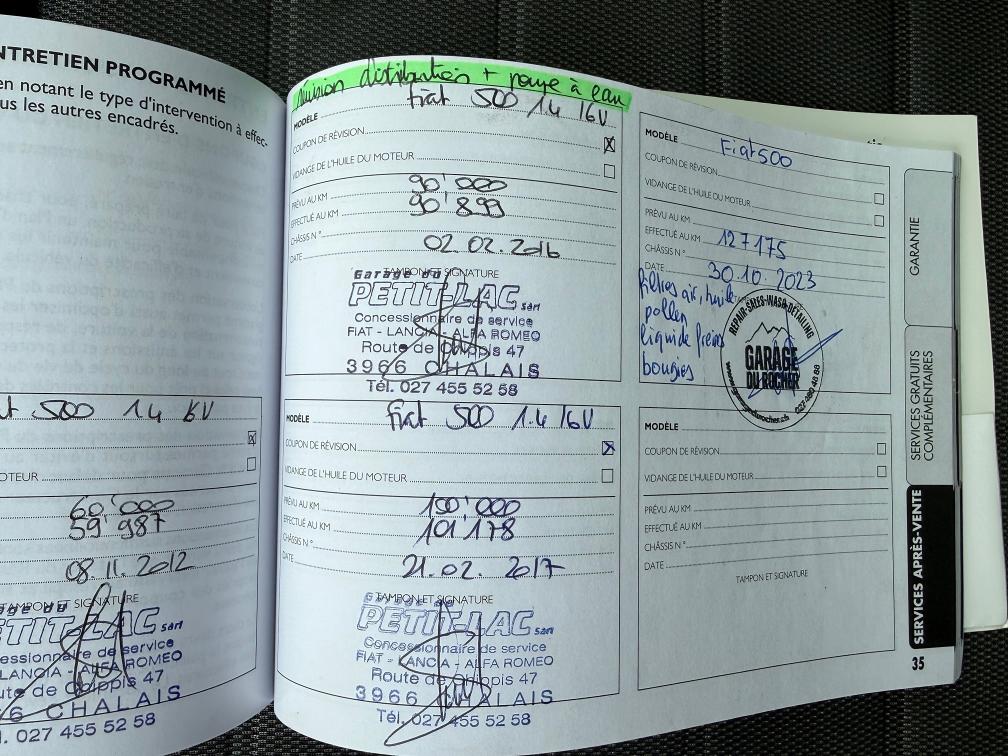 NTRETIEN PROGRAMMÉ
en notant le type d'intervention à effec-
us les autres encadrés.
at 500 1.4 16V
OTEUR
60'000
59'987
08.11.2012
TAMPON ET SIGNATURE
age du
ETIT-LAC sàrl
cessionnaire de service
LANCIA - ALFA ROMEO
ute de Chippis 47
6 CHALAIS
Tél. 027 455 52 58
Révision distribution + pompe à eau
MODÈLE Fiat 500 1.4 16V
COUPON DE RÉVISION
VIDANGE DE L'HUILE DU MOTEUR
PRÉVU AU KM 90'000
EFFECTUÉ AU KM 90'899
CHÂSSIS N°
DATE 02.02.2016
TAMPON ET SIGNATURE
Garage du
PETIT-LAC sàrl
Concessionnaire de service
FIAT - LANCIA - ALFA ROMEO
Route de Chippis 47
3966 CHALAIS
Tél. 027 455 52 58
MODÈLE Fiat 500 1.4 16V
COUPON DE RÉVISION
VIDANGE DE L'HUILE DU MOTEUR
PRÉVU AU KM 100'000
EFFECTUÉ AU KM 101'178
CHÂSSIS N°
DATE 21.02.2017
TAMPON ET SIGNATURE
Garage du
PETIT-LAC sàrl
Concessionnaire de service
FIAT - LANCIA - ALFA ROMEO
Route de Chippis 47
3966 CHALAIS
Tél. 027 455 52 58
MODÈLE Fiat 500
COUPON DE RÉVISION
VIDANGE DE L'HUILE DU MOTEUR
PRÉVU AU KM
EFFECTUÉ AU KM 127175
CHÂSSIS N°
DATE 30.10.2023
filtres air, huile
pollen
liquide freins
bougies
REPAIR-SALES-WASH-DETAILING
GARAGE
DU ROCHER
MODÈLE
COUPON DE RÉVISION
VIDANGE DE L'HUILE DU MOTEUR
PRÉVU AU KM
EFFECTUÉ AU KM
CHÂSSIS N°
DATE
TAMPON ET SIGNATURE
GARANTIE
SERVICES GRATUITS
COMPLÉMENTAIRES
SERVICES APRÈS-VENTE
35